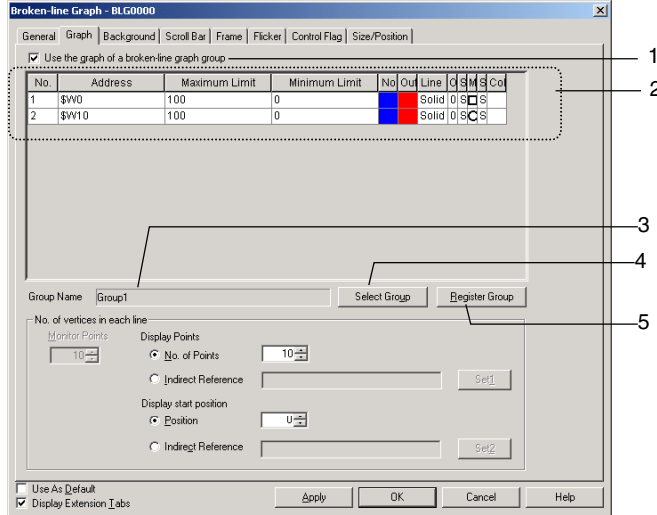 Broken-line Graph - BLG0000
General Graph Background Scroll Bar Frame Flicker Control Flag Size/Position
Use the graph of a broken-line graph group 1
No. Address Maximum Limit Minimum Limit No Out Line O S M S Col
2
1 $W0 100 0 Solid 0 S S
2 $W10 100 0 Solid 0 S S
3
4
Group Name Group1 Select Group Register Group
5
No. of vertices in each line
Monitor Points Display Points
10 No. of Points 10
Indirect Reference Set1
Display start position
Position 0
Indirect Reference Set2
Use As Default
Display Extension Tabs Apply OK Cancel Help